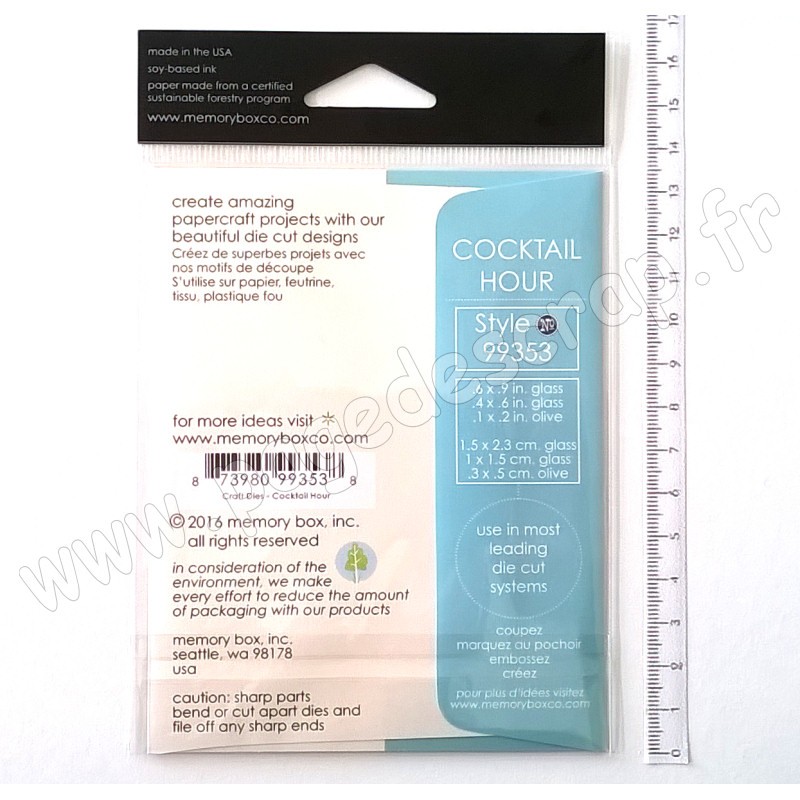 made in the USA
soy-based ink
paper made from a certified
sustainable forestry program
www.memoryboxco.com
create amazing
papercraft projects with our
beautiful die cut designs
Créez de superbes projets avec
nos motifs de découpe
S'utilise sur papier, feutrine,
tissu, plastique fou
for more ideas visit
www.memoryboxco.com
8 73980 99353 8
Craft Dies - Cocktail Hour
© 2016 memory box, inc.
all rights reserved
in consideration of the
environment, we make
every effort to reduce the amount
of packaging with our products
memory box, inc.
seattle, wa 98178
usa
caution: sharp parts
bend or cut apart dies and
file off any sharp ends
COCKTAIL
HOUR
Style No
99353
.6 x .9 in. glass
.4 x .6 in. glass
.1 x .2 in. olive
1.5 x 2.3 cm. glass
1 x 1.5 cm. glass
.3 x .5 cm. olive
use in most
leading
die cut
systems
coupez
marquez au pochoir
embossez
créez
pour plus d'idées visitez
www.memoryboxco.com
17
16
15
14
13
12
11
10
9
8
7
6
5
4
3
2
1
0
www.pagedescrap.fr